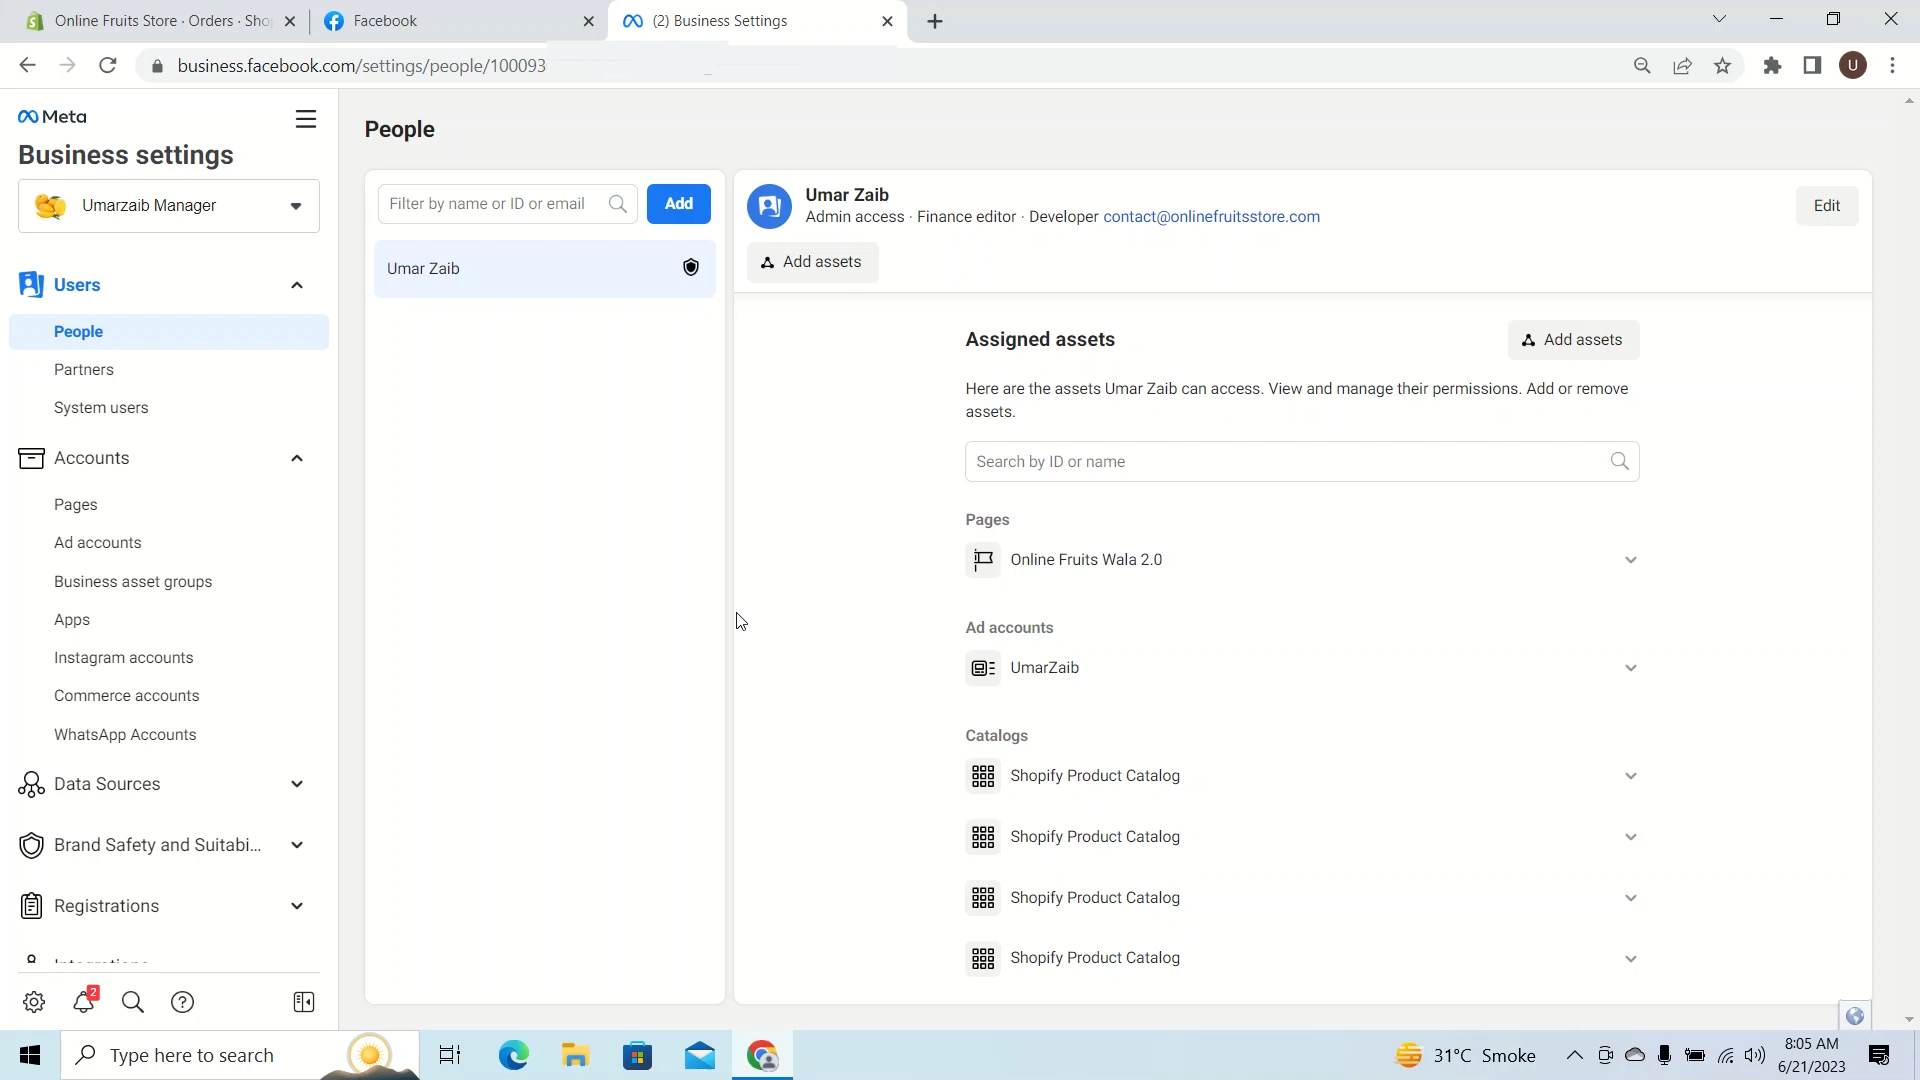 Online Fruits Store · Orders · Sho
Facebook
(2) Business Settings
business.facebook.com/settings/people/100093
U
Meta
Business settings
Umarzaib Manager
Users
People
Partners
System users
Accounts
Pages
Ad accounts
Business asset groups
Apps
Instagram accounts
Commerce accounts
WhatsApp Accounts
Data Sources
Brand Safety and Suitabi...
Registrations
2
People
Filter by name or ID or email
Add
Umar Zaib
Umar Zaib
Admin access · Finance editor · Developer contact@onlinefruitsstore.com
Edit
Add assets
Assigned assets
Add assets
Here are the assets Umar Zaib can access. View and manage their permissions. Add or remove
assets.
Search by ID or name
Pages
Online Fruits Wala 2.0
Ad accounts
UmarZaib
Catalogs
Shopify Product Catalog
Shopify Product Catalog
Shopify Product Catalog
Shopify Product Catalog
Type here to search
31°C Smoke
8:05 AM
6/21/2023